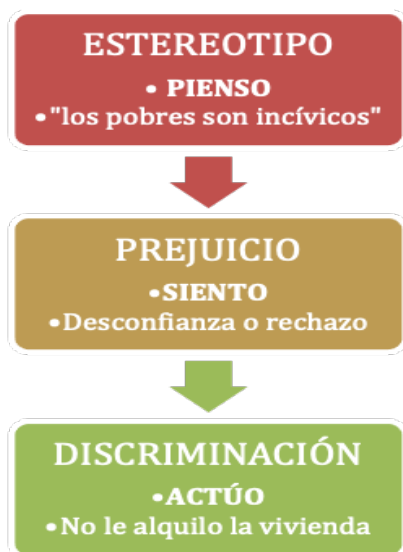 ESTEREOTIPO
• PIENSO
•"los pobres son incívicos"
PREJUICIO
•SIENTO
•Desconfianza o rechazo
DISCRIMINACIÓN
•ACTÚO
•No le alquilo la vivienda